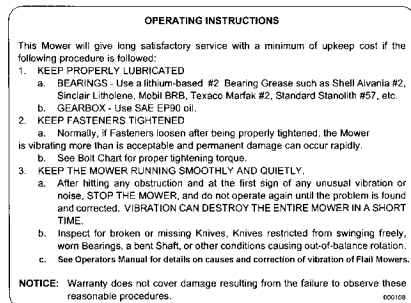 OPERATING INSTRUCTIONS
This Mower will give long satisfactory service with a minimum of upkeep cost if the
following procedure is followed:
1. KEEP PROPERLY LUBRICATED
a. BEARINGS - Use a lithium-based #2 Bearing Grease such as Shell Alvania #2,
Sinclair Litholene, Mobil BRB, Texaco Marfak #2, Standard Stanolith #57, etc.
b. GEARBOX - Use SAE EP90 oil.
2. KEEP FASTENERS TIGHTENED
a. Normally, if Fasteners loosen after being properly tightened, the Mower
is vibrating more than is acceptable and permanent damage can occur rapidly.
b. See Bolt Chart for proper tightening torque.
3. KEEP THE MOWER RUNNING SMOOTHLY AND QUIETLY.
a. After hitting any obstruction and at the first sign of any unusual vibration or
noise, STOP THE MOWER, and do not operate again until the problem is found
and corrected. VIBRATION CAN DESTROY THE ENTIRE MOWER IN A SHORT
TIME.
b. Inspect for broken or missing Knives, Knives restricted from swinging freely,
worn Bearings, a bent Shaft, or other conditions causing out-of-balance rotation.
c. See Operators Manual for details on causes and correction of vibration of Flail Mowers.
NOTICE: Warranty does not cover damage resulting from the failure to observe these
reasonable procedures.